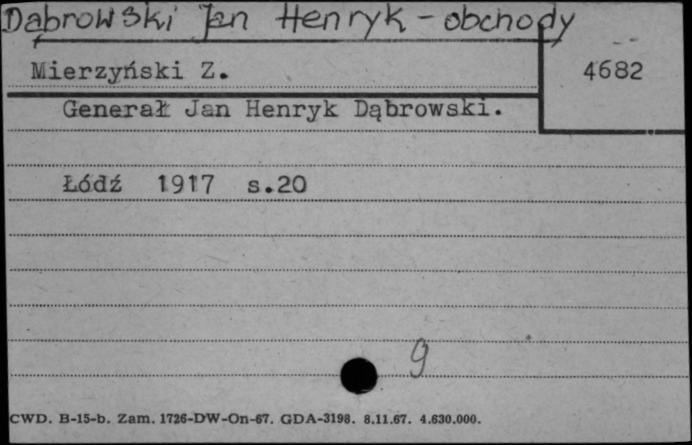 Dąbrowski Jan Henryk - obchody
Mierzyński Z.
4682
Generał Jan Henryk Dąbrowski.
Łódź 1917 s.20
9
CWD. B-15-b. Zam. 1726-DW-On-67. GDA-3198. 8.11.67. 4.630.000.